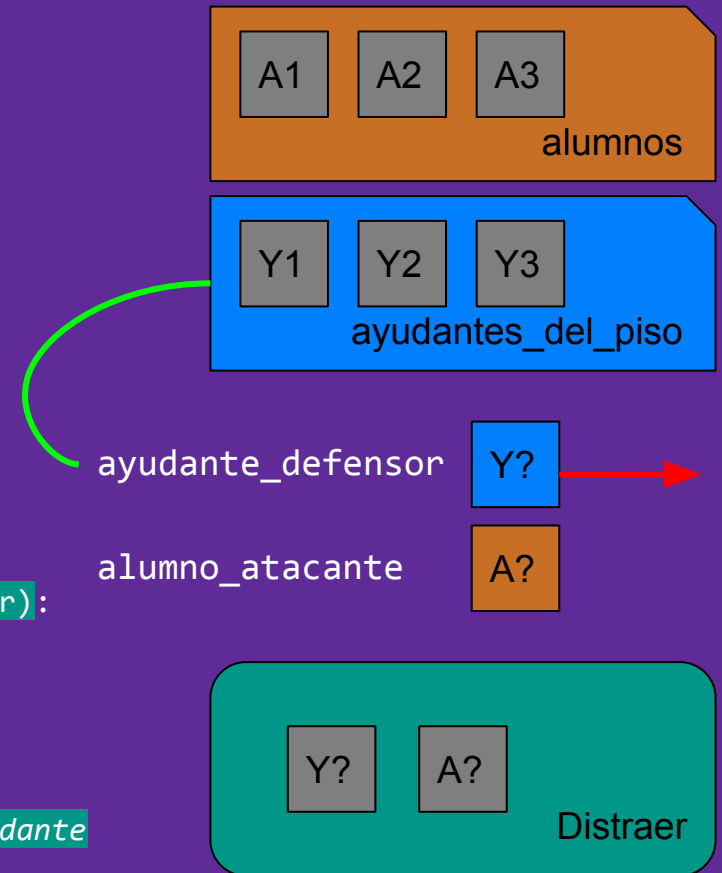 A1 A2 A3
alumnos
Y1 Y2 Y3
ayudantes_del_piso
ayudante_defensor Y?
alumno_atacante A?
r):
Y? A?
Distraer
dante